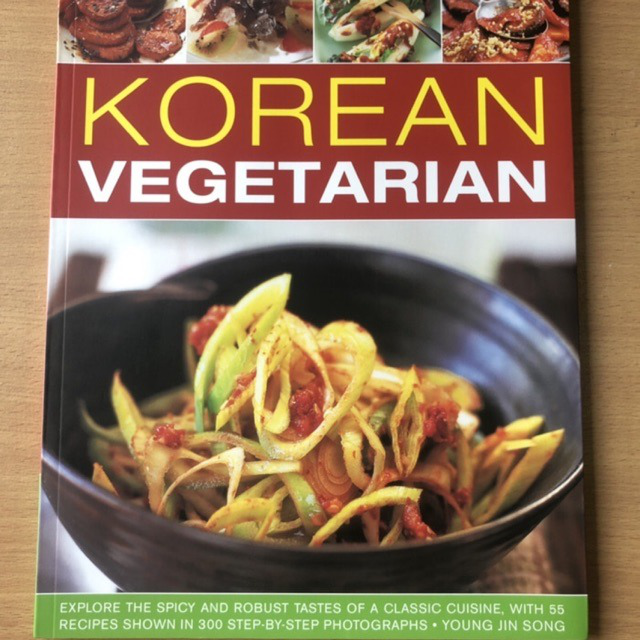 KOREAN
VEGETARIAN
EXPLORE THE SPICY AND ROBUST TASTES OF A CLASSIC CUISINE, WITH 55
RECIPES SHOWN IN 300 STEP-BY-STEP PHOTOGRAPHS • YOUNG JIN SONG